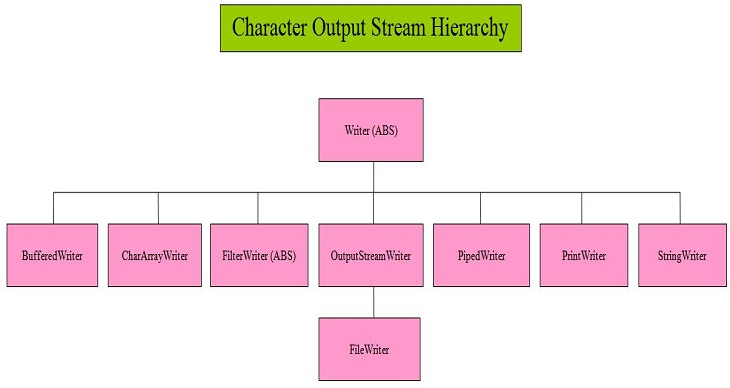 Character Output Stream Hierarchy
Writer (ABS)
BufferedWriter
CharArrayWriter
FilterWriter (ABS)
OutputStreamWriter
PipedWriter
PrintWriter
StringWriter
FileWriter